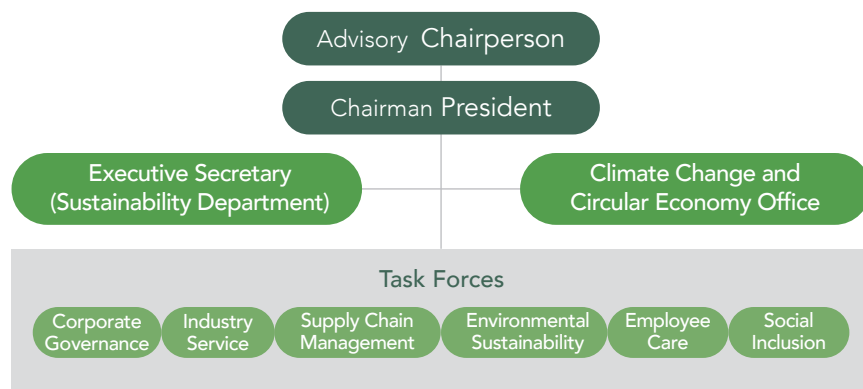 Advisory Chairperson
Chairman President
Executive Secretary
(Sustainability Department)
Climate Change and
Circular Economy Office
Task Forces
Corporate
Governance
Industry
Service
Supply Chain
Management
Environmental
Sustainability
Employee
Care
Social
Inclusion